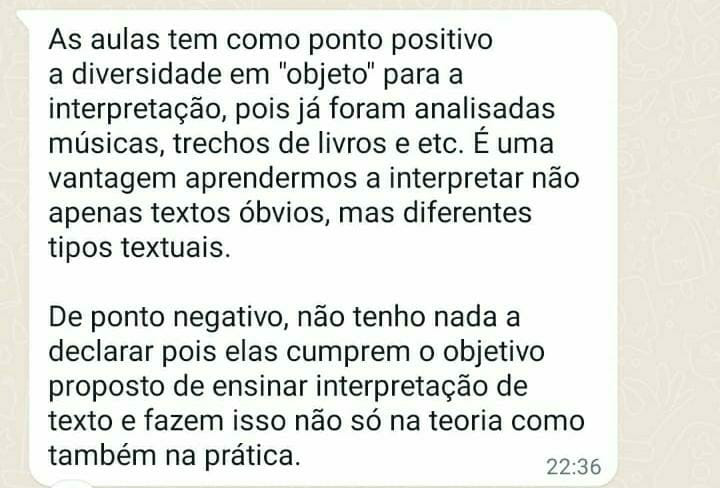 As aulas tem como ponto positivo
a diversidade em "objeto" para a
interpretação, pois já foram analisadas
músicas, trechos de livros e etc. É uma
vantagem aprendermos a interpretar não
apenas textos óbvios, mas diferentes
tipos textuais.

De ponto negativo, não tenho nada a
declarar pois elas cumprem o objetivo
proposto de ensinar interpretação de
texto e fazem isso não só na teoria como
também na prática.
22:36